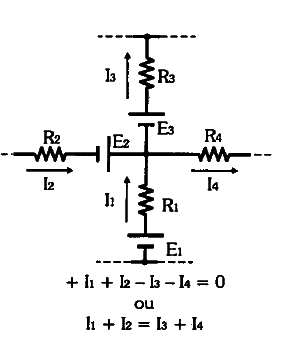 I3
R3
E3
R2
E2
R4
I2
I4
I1
R1
E1
+ I1 + I2 – I3 – I4 = 0
ou
I1 + I2 = I3 + I4